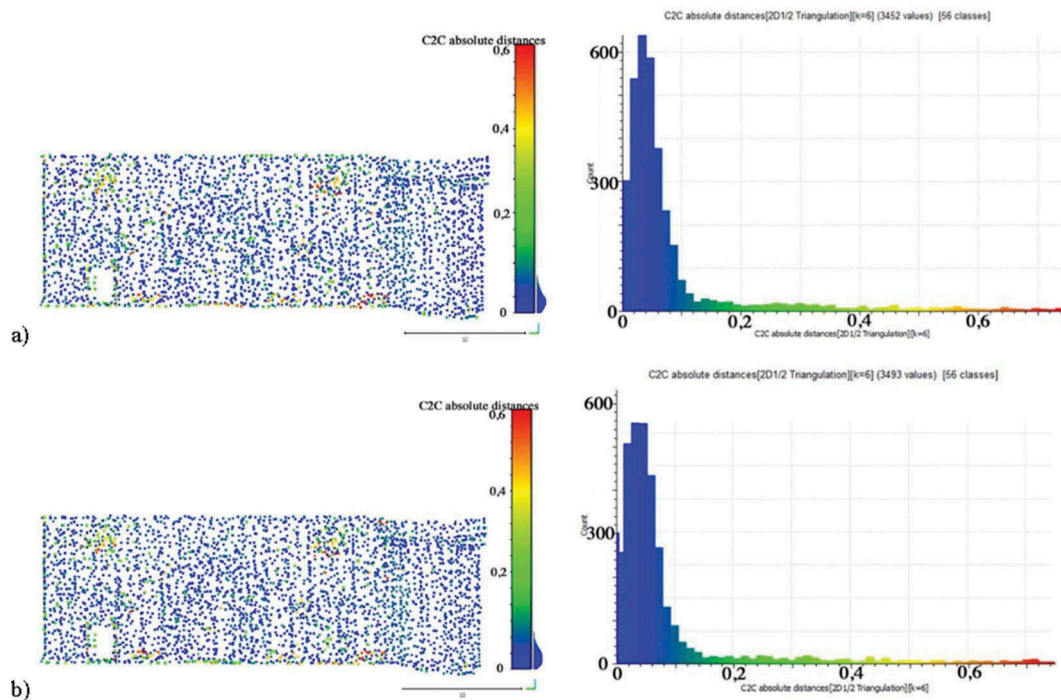 C2C absolute distances[2D1/2 Triangulation][k=6] (3452 values) [56 classes]
C2C absolute distances
0,6
0,4
0,2
0
600
300
0
Count
0
0,2
0,4
0,6
C2C absolute distances[2D1/2 Triangulation][k=6]
a)
C2C absolute distances[2D1/2 Triangulation][k=6] (3493 values) [56 classes]
C2C absolute distances
0,6
0,4
0,2
0
600
300
0
Count
0
0,2
0,4
0,6
C2C absolute distances[2D1/2 Triangulation][k=6]
b)